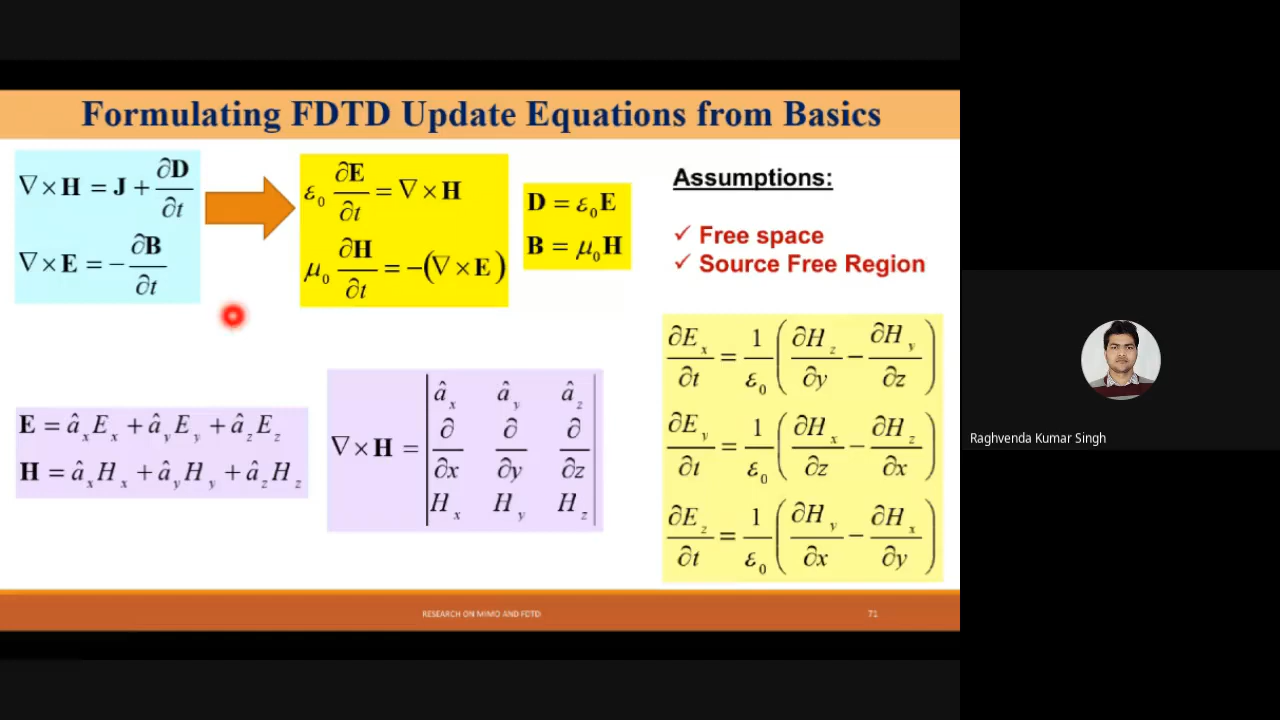 Formulating FDTD Update Equations from Basics
∇ × H = J + ∂D/∂t
∇ × E = − ∂B/∂t
ε₀ ∂E/∂t = ∇ × H
μ₀ ∂H/∂t = −(∇ × E)
D = ε₀E
B = μ₀H
Assumptions:
✓ Free space
✓ Source Free Region
E = âₓEₓ + â_yE_y + â_zE_z
H = âₓHₓ + â_yH_y + â_zH_z
∇ × H = | âₓ â_y â_z |
| ∂/∂x ∂/∂y ∂/∂z |
| Hₓ H_y H_z |
∂Eₓ/∂t = 1/ε₀ (∂H_z/∂y − ∂H_y/∂z)
∂E_y/∂t = 1/ε₀ (∂Hₓ/∂z − ∂H_z/∂x)
∂E_z/∂t = 1/ε₀ (∂H_y/∂x − ∂Hₓ/∂y)
RESEARCH ON MIMO AND FDTD
71
Raghvenda Kumar Singh